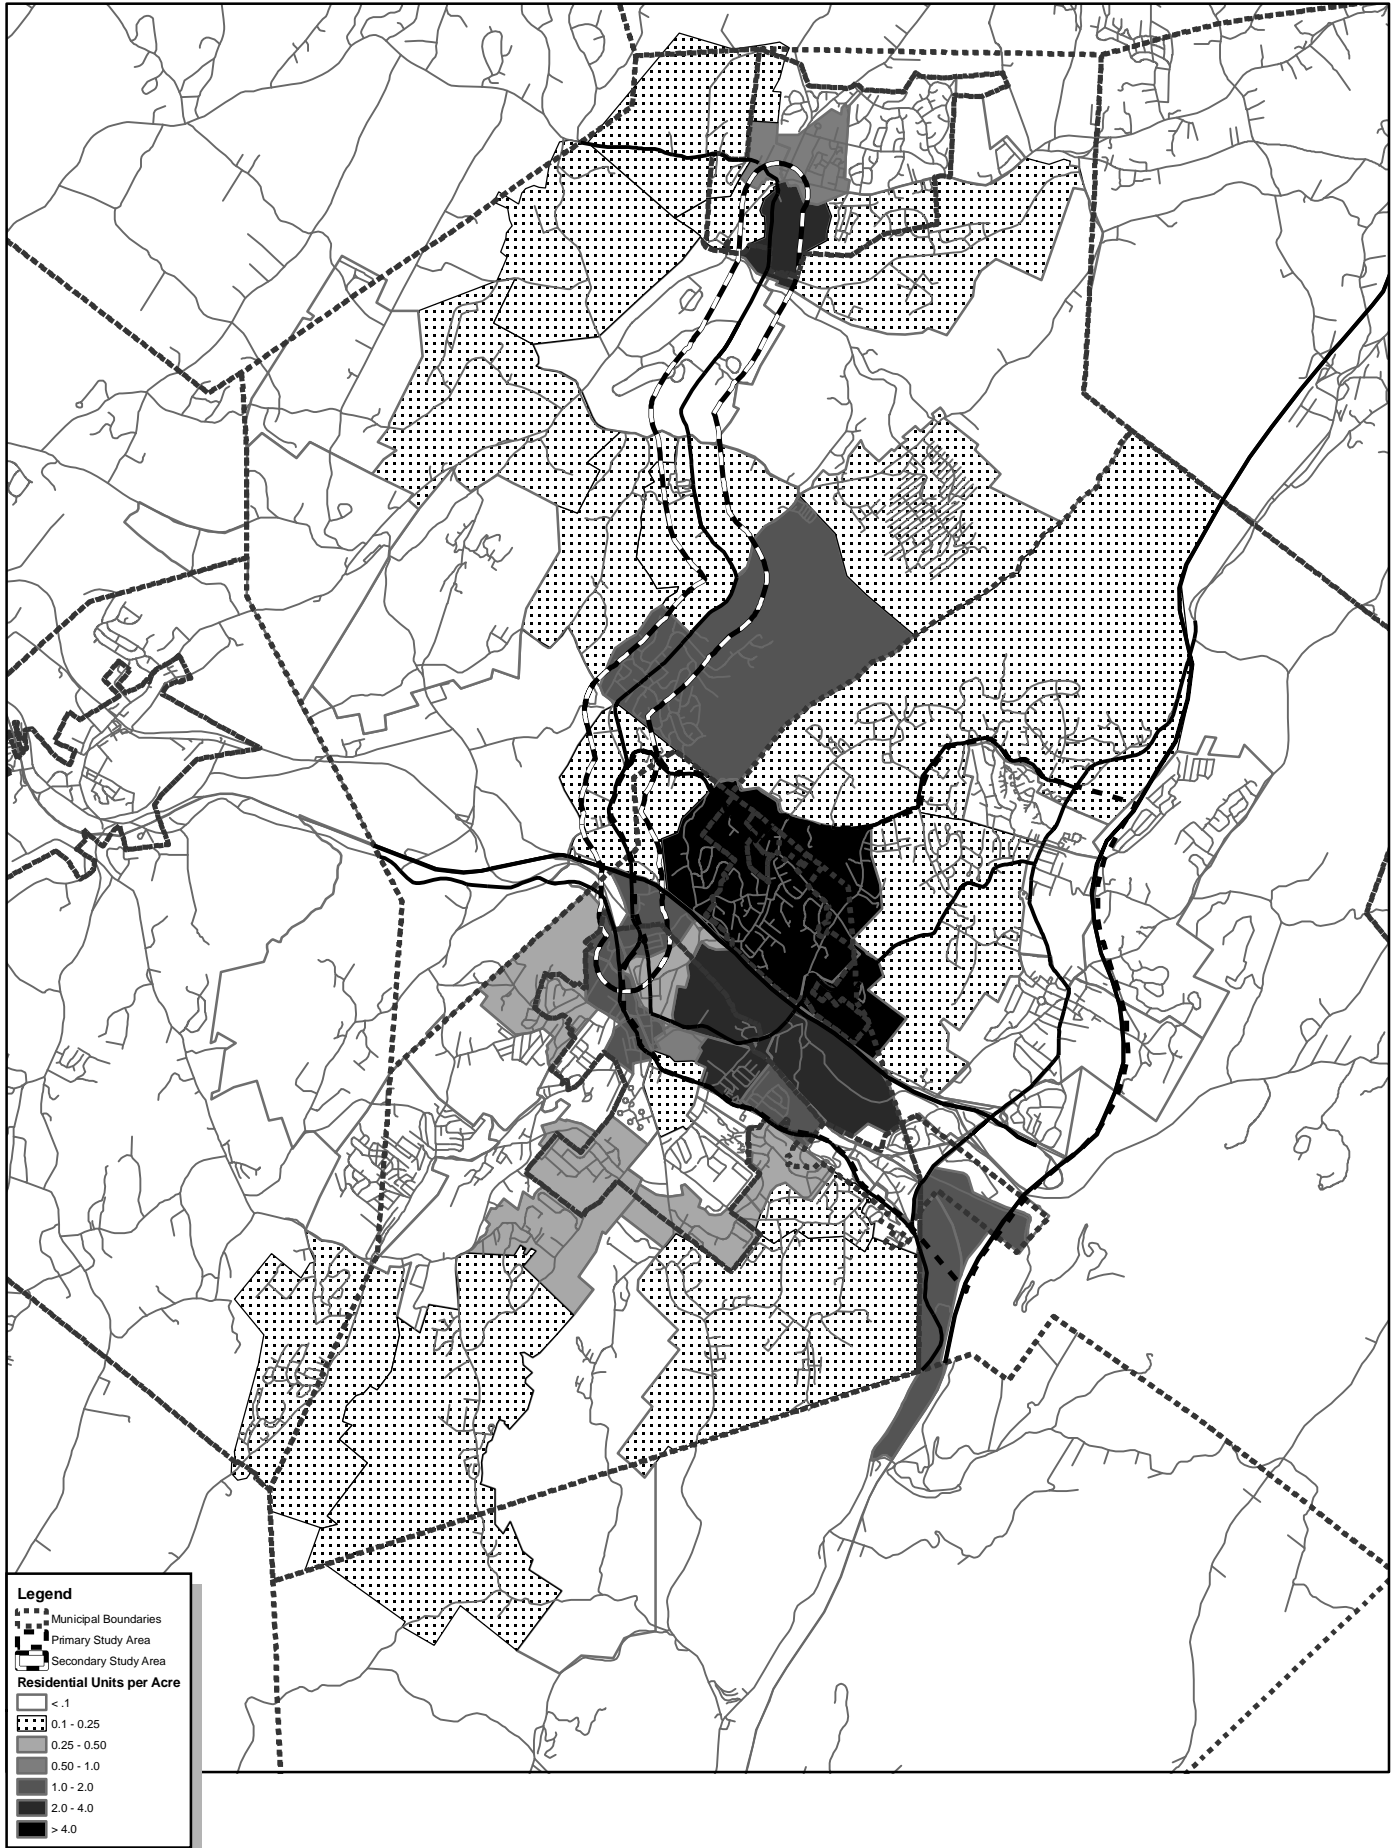 Legend
Municipal Boundaries
Primary Study Area
Secondary Study Area
Residential Units per Acre
< .1
0.1 - 0.25
0.25 - 0.50
0.50 - 1.0
1.0 - 2.0
2.0 - 4.0
> 4.0